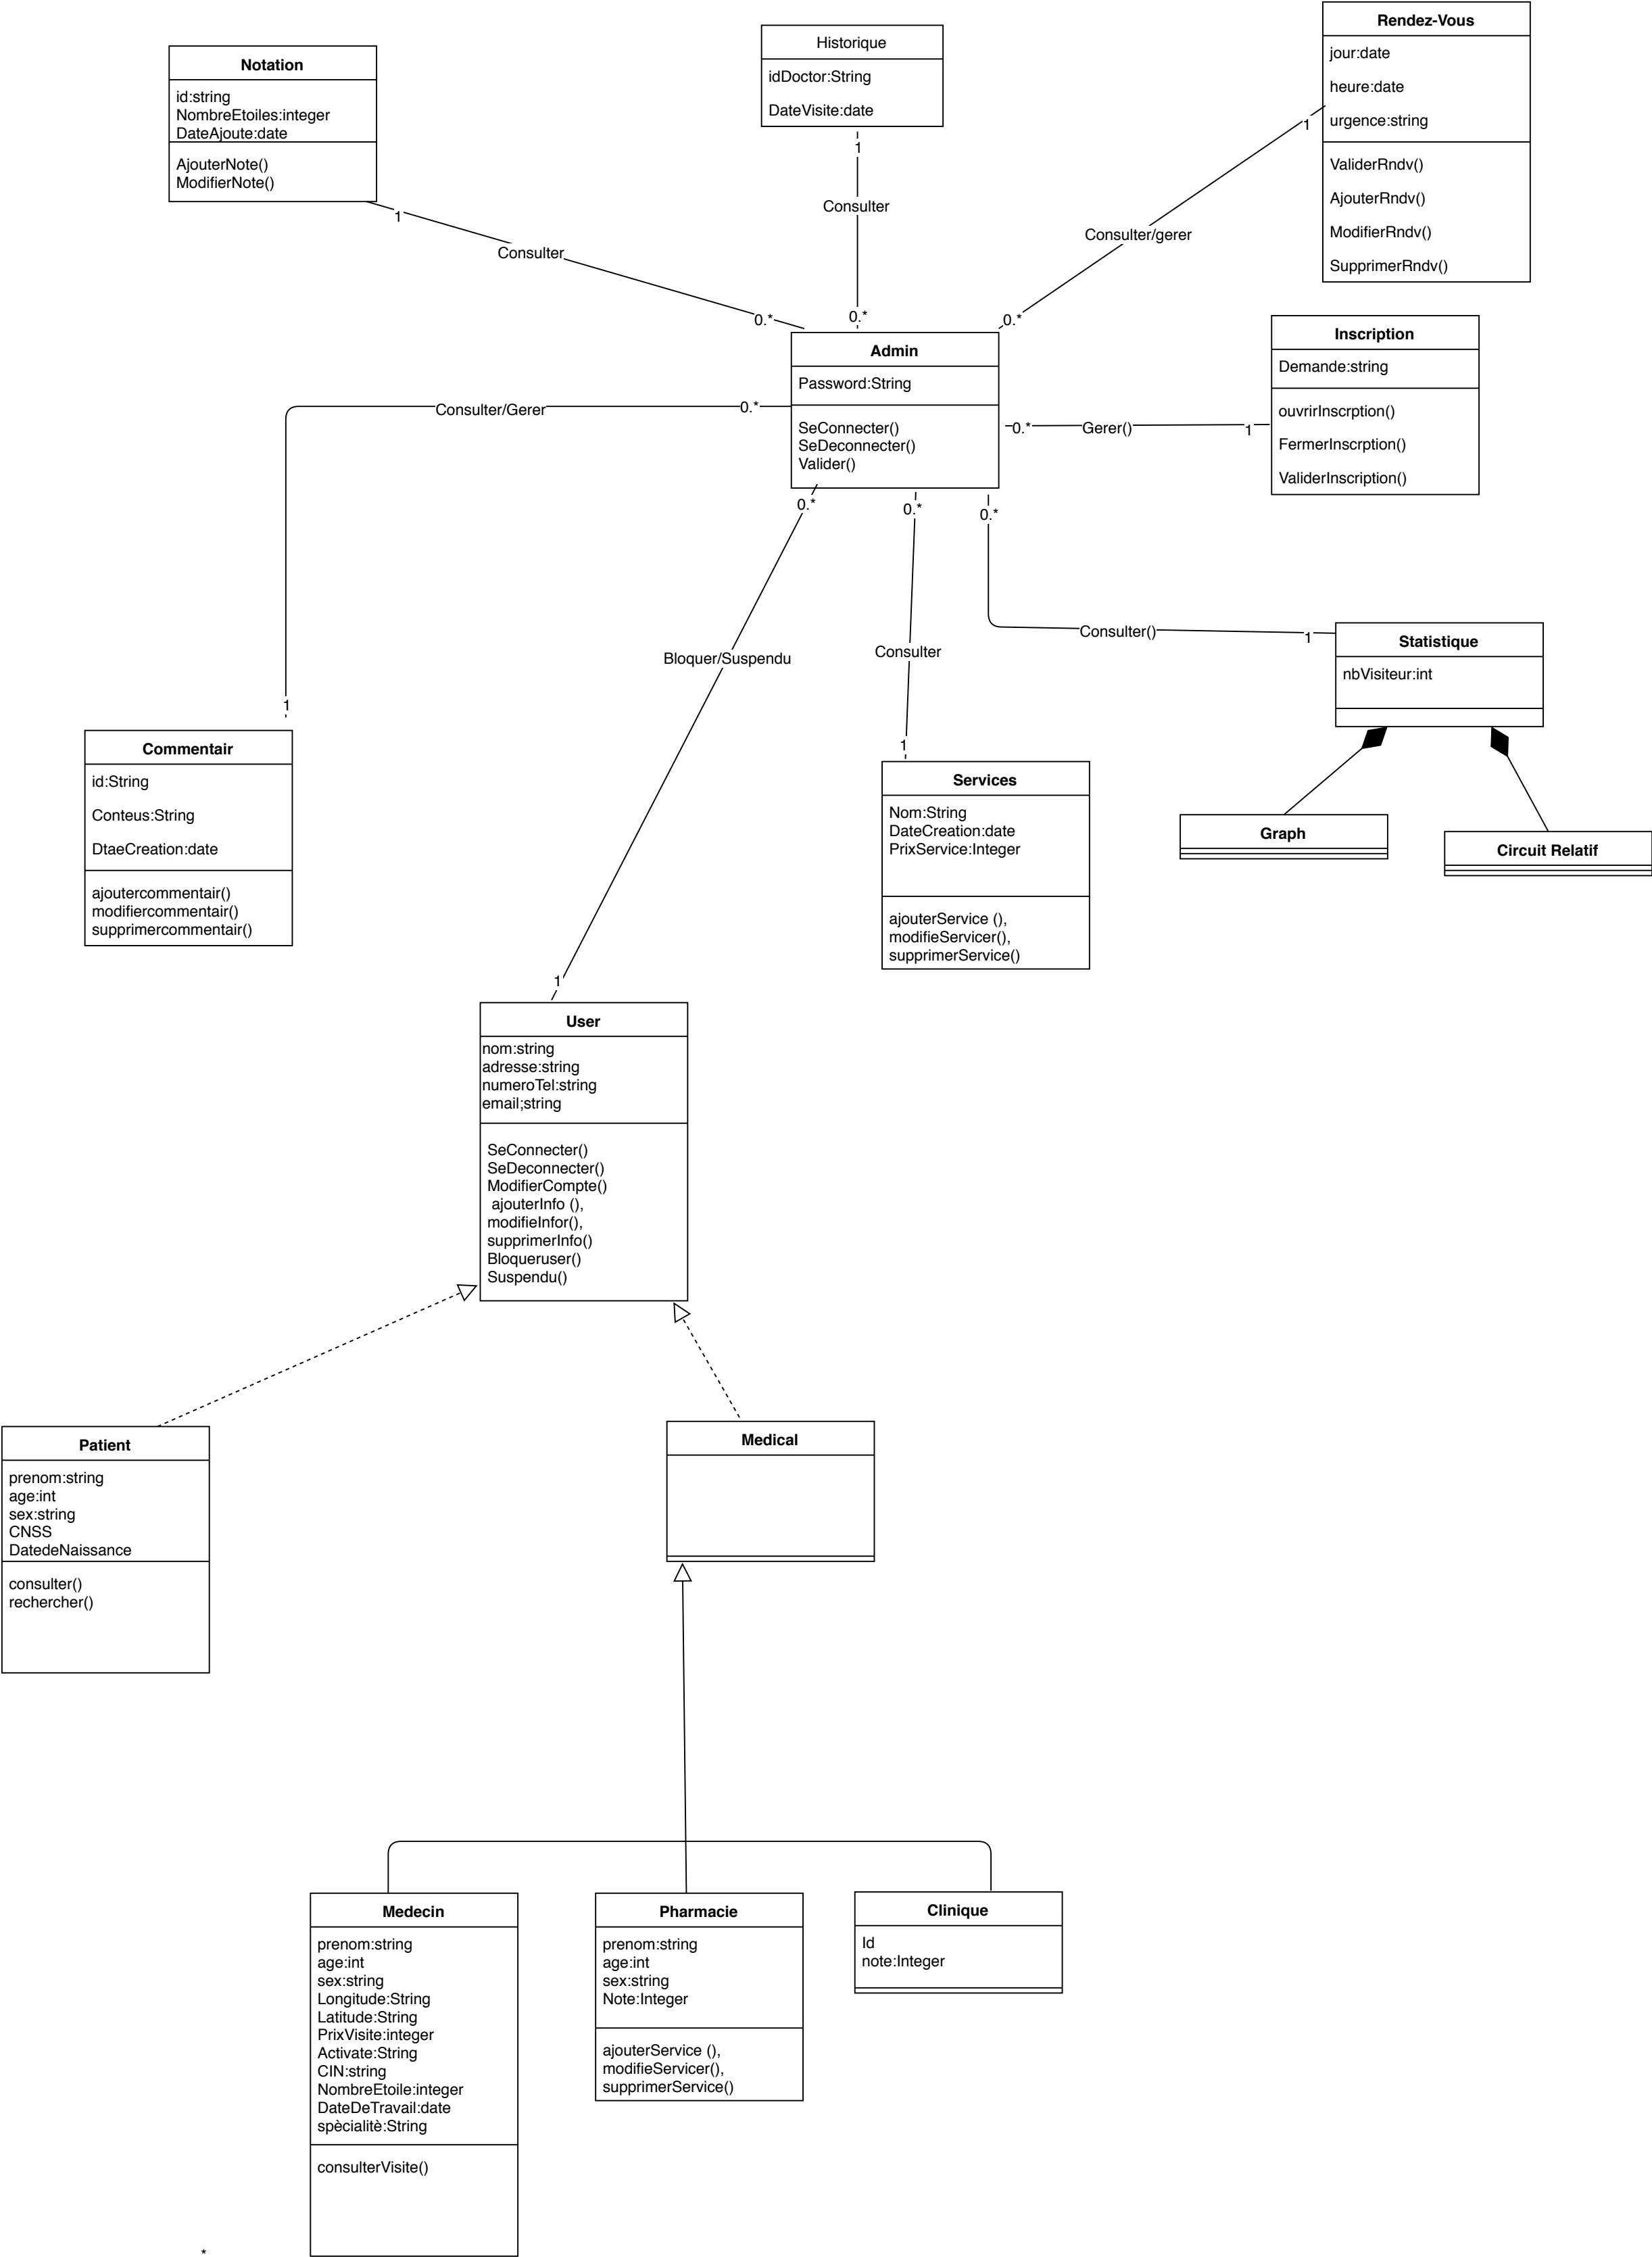 Notation
id:string
NombreEtoiles:integer
DateAjoute:date
AjouterNote()
ModifierNote()
1
Consulter
0.*
Historique
idDoctor:String
DateVisite:date
1
Consulter
0.*
Rendez-Vous
jour:date
heure:date
urgence:string
ValiderRndv()
AjouterRndv()
ModifierRndv()
SupprimerRndv()
1
Consulter/gerer
0.*
Admin
Password:String
SeConnecter()
SeDeconnecter()
Valider()
Inscription
Demande:string
ouvrirInscrption()
FermerInscrption()
ValiderInscription()
0.*
Gerer()
1
Consulter/Gerer
0.*
1
0.*
Bloquer/Suspendu
1
0.*
Consulter
1
0.*
Consulter()
1
Statistique
nbVisiteur:int
Graph
Circuit Relatif
Commentair
id:String
Conteus:String
DtaeCreation:date
ajoutercommentair()
modifiercommentair()
supprimercommentair()
Services
Nom:String
DateCreation:date
PrixService:Integer
ajouterService (),
modifieServicer(),
supprimerService()
User
nom:string
adresse:string
numeroTel:string
email;string
SeConnecter()
SeDeconnecter()
ModifierCompte()
ajouterInfo (),
modifieInfor(),
supprimerInfo()
Bloqueruser()
Suspendu()
Patient
prenom:string
age:int
sex:string
CNSS
DatedeNaissance
consulter()
rechercher()
Medical
Medecin
prenom:string
age:int
sex:string
Longitude:String
Latitude:String
PrixVisite:integer
Activate:String
CIN:string
NombreEtoile:integer
DateDeTravail:date
spècialitè:String
consulterVisite()
Pharmacie
prenom:string
age:int
sex:string
Note:Integer
ajouterService (),
modifieServicer(),
supprimerService()
Clinique
Id
note:Integer
*